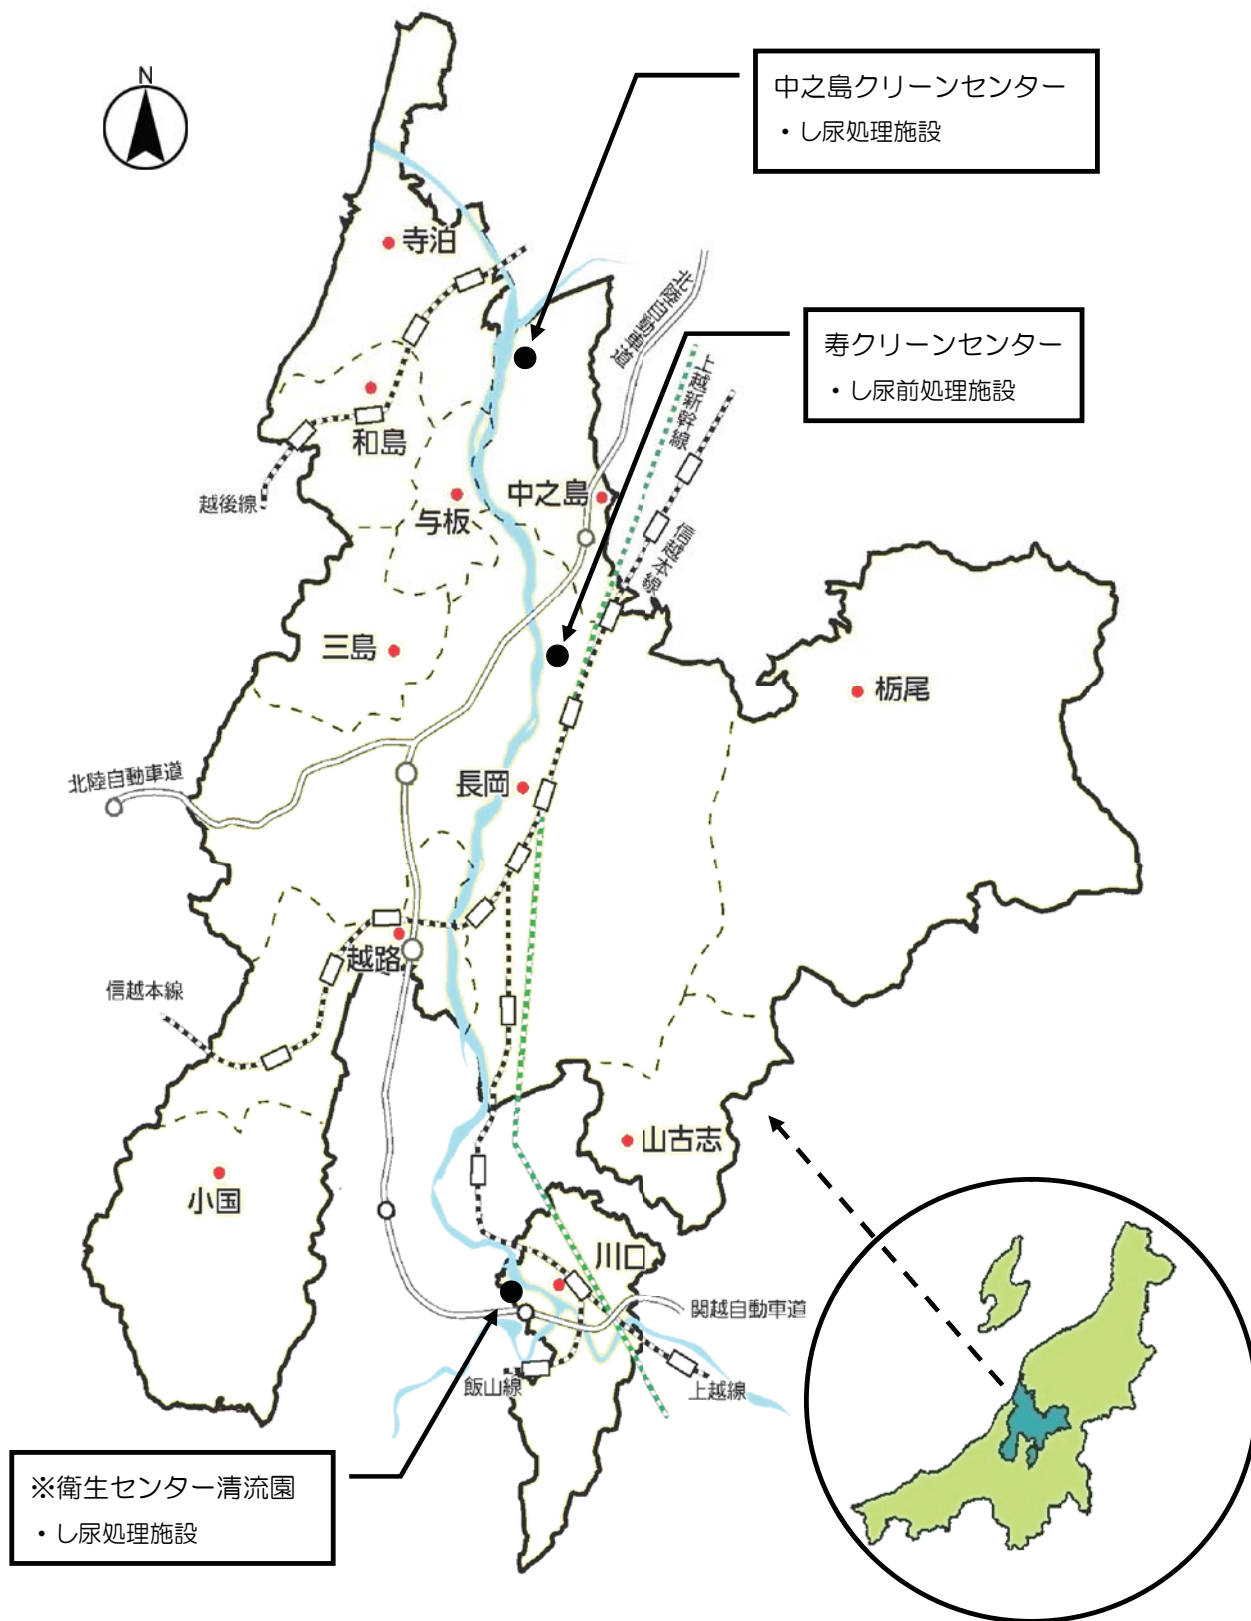 N
中之島クリーンセンター
・し尿処理施設
寺泊
北陸自動車道
寿クリーンセンター
・し尿前処理施設
上越新幹線
和島
越後線
与板
中之島
信越本線
三島
栃尾
北陸自動車道
長岡
越路
信越本線
山古志
小国
川口
関越自動車道
飯山線
上越線
※衛生センター清流園
・し尿処理施設